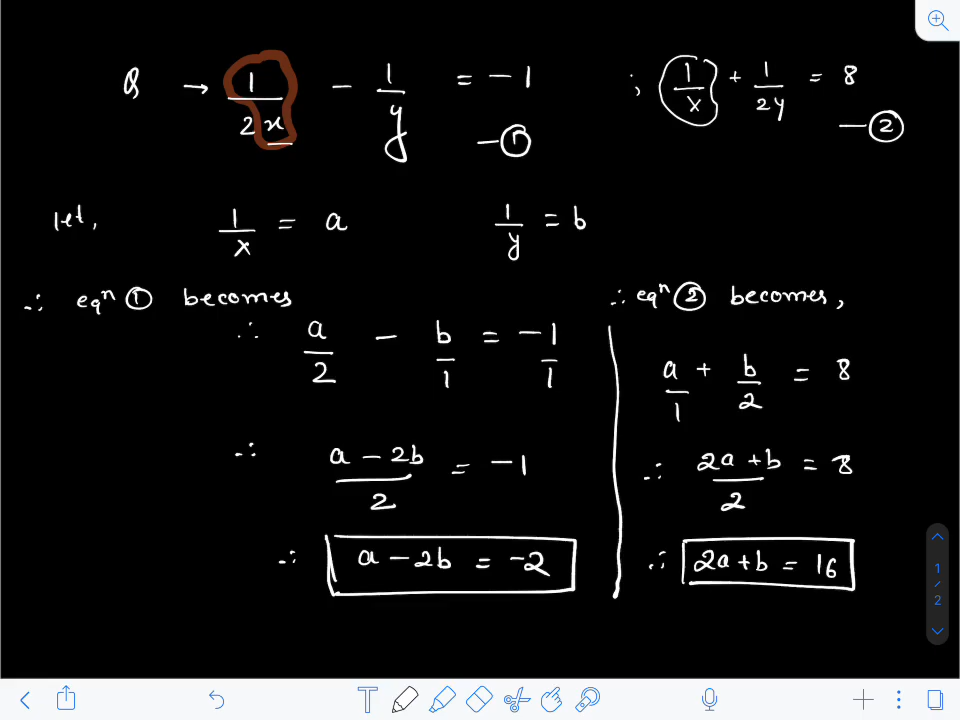 Q → 1/2x - 1/y = -1 — ① ; 1/x + 1/2y = 8 — ②
let, 1/x = a 1/y = b
∴ eqⁿ ① becomes
∴ a/2 - b/1 = -1/1
∴ (a - 2b)/2 = -1
∴ a - 2b = -2
∴ eqⁿ ② becomes,
a/1 + b/2 = 8
∴ (2a + b)/2 = 8
∴ 2a + b = 16
1
/
2
T